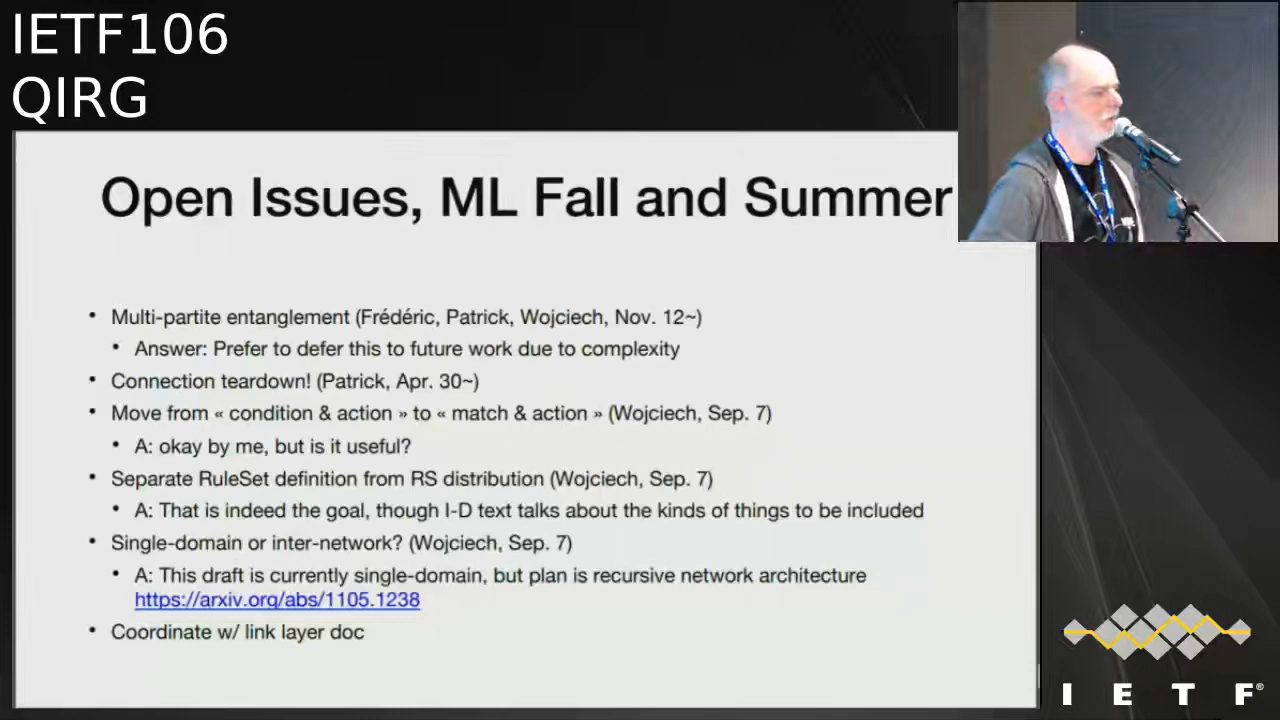 IETF106
QIRG
Open Issues, ML Fall and Summer
• Multi-partite entanglement (Frédéric, Patrick, Wojciech, Nov. 12~)
• Answer: Prefer to defer this to future work due to complexity
• Connection teardown! (Patrick, Apr. 30~)
• Move from « condition & action » to « match & action » (Wojciech, Sep. 7)
• A: okay by me, but is it useful?
• Separate RuleSet definition from RS distribution (Wojciech, Sep. 7)
• A: That is indeed the goal, though I-D text talks about the kinds of things to be included
• Single-domain or inter-network? (Wojciech, Sep. 7)
• A: This draft is currently single-domain, but plan is recursive network architecture
https://arxiv.org/abs/1105.1238
• Coordinate w/ link layer doc
I E T F®